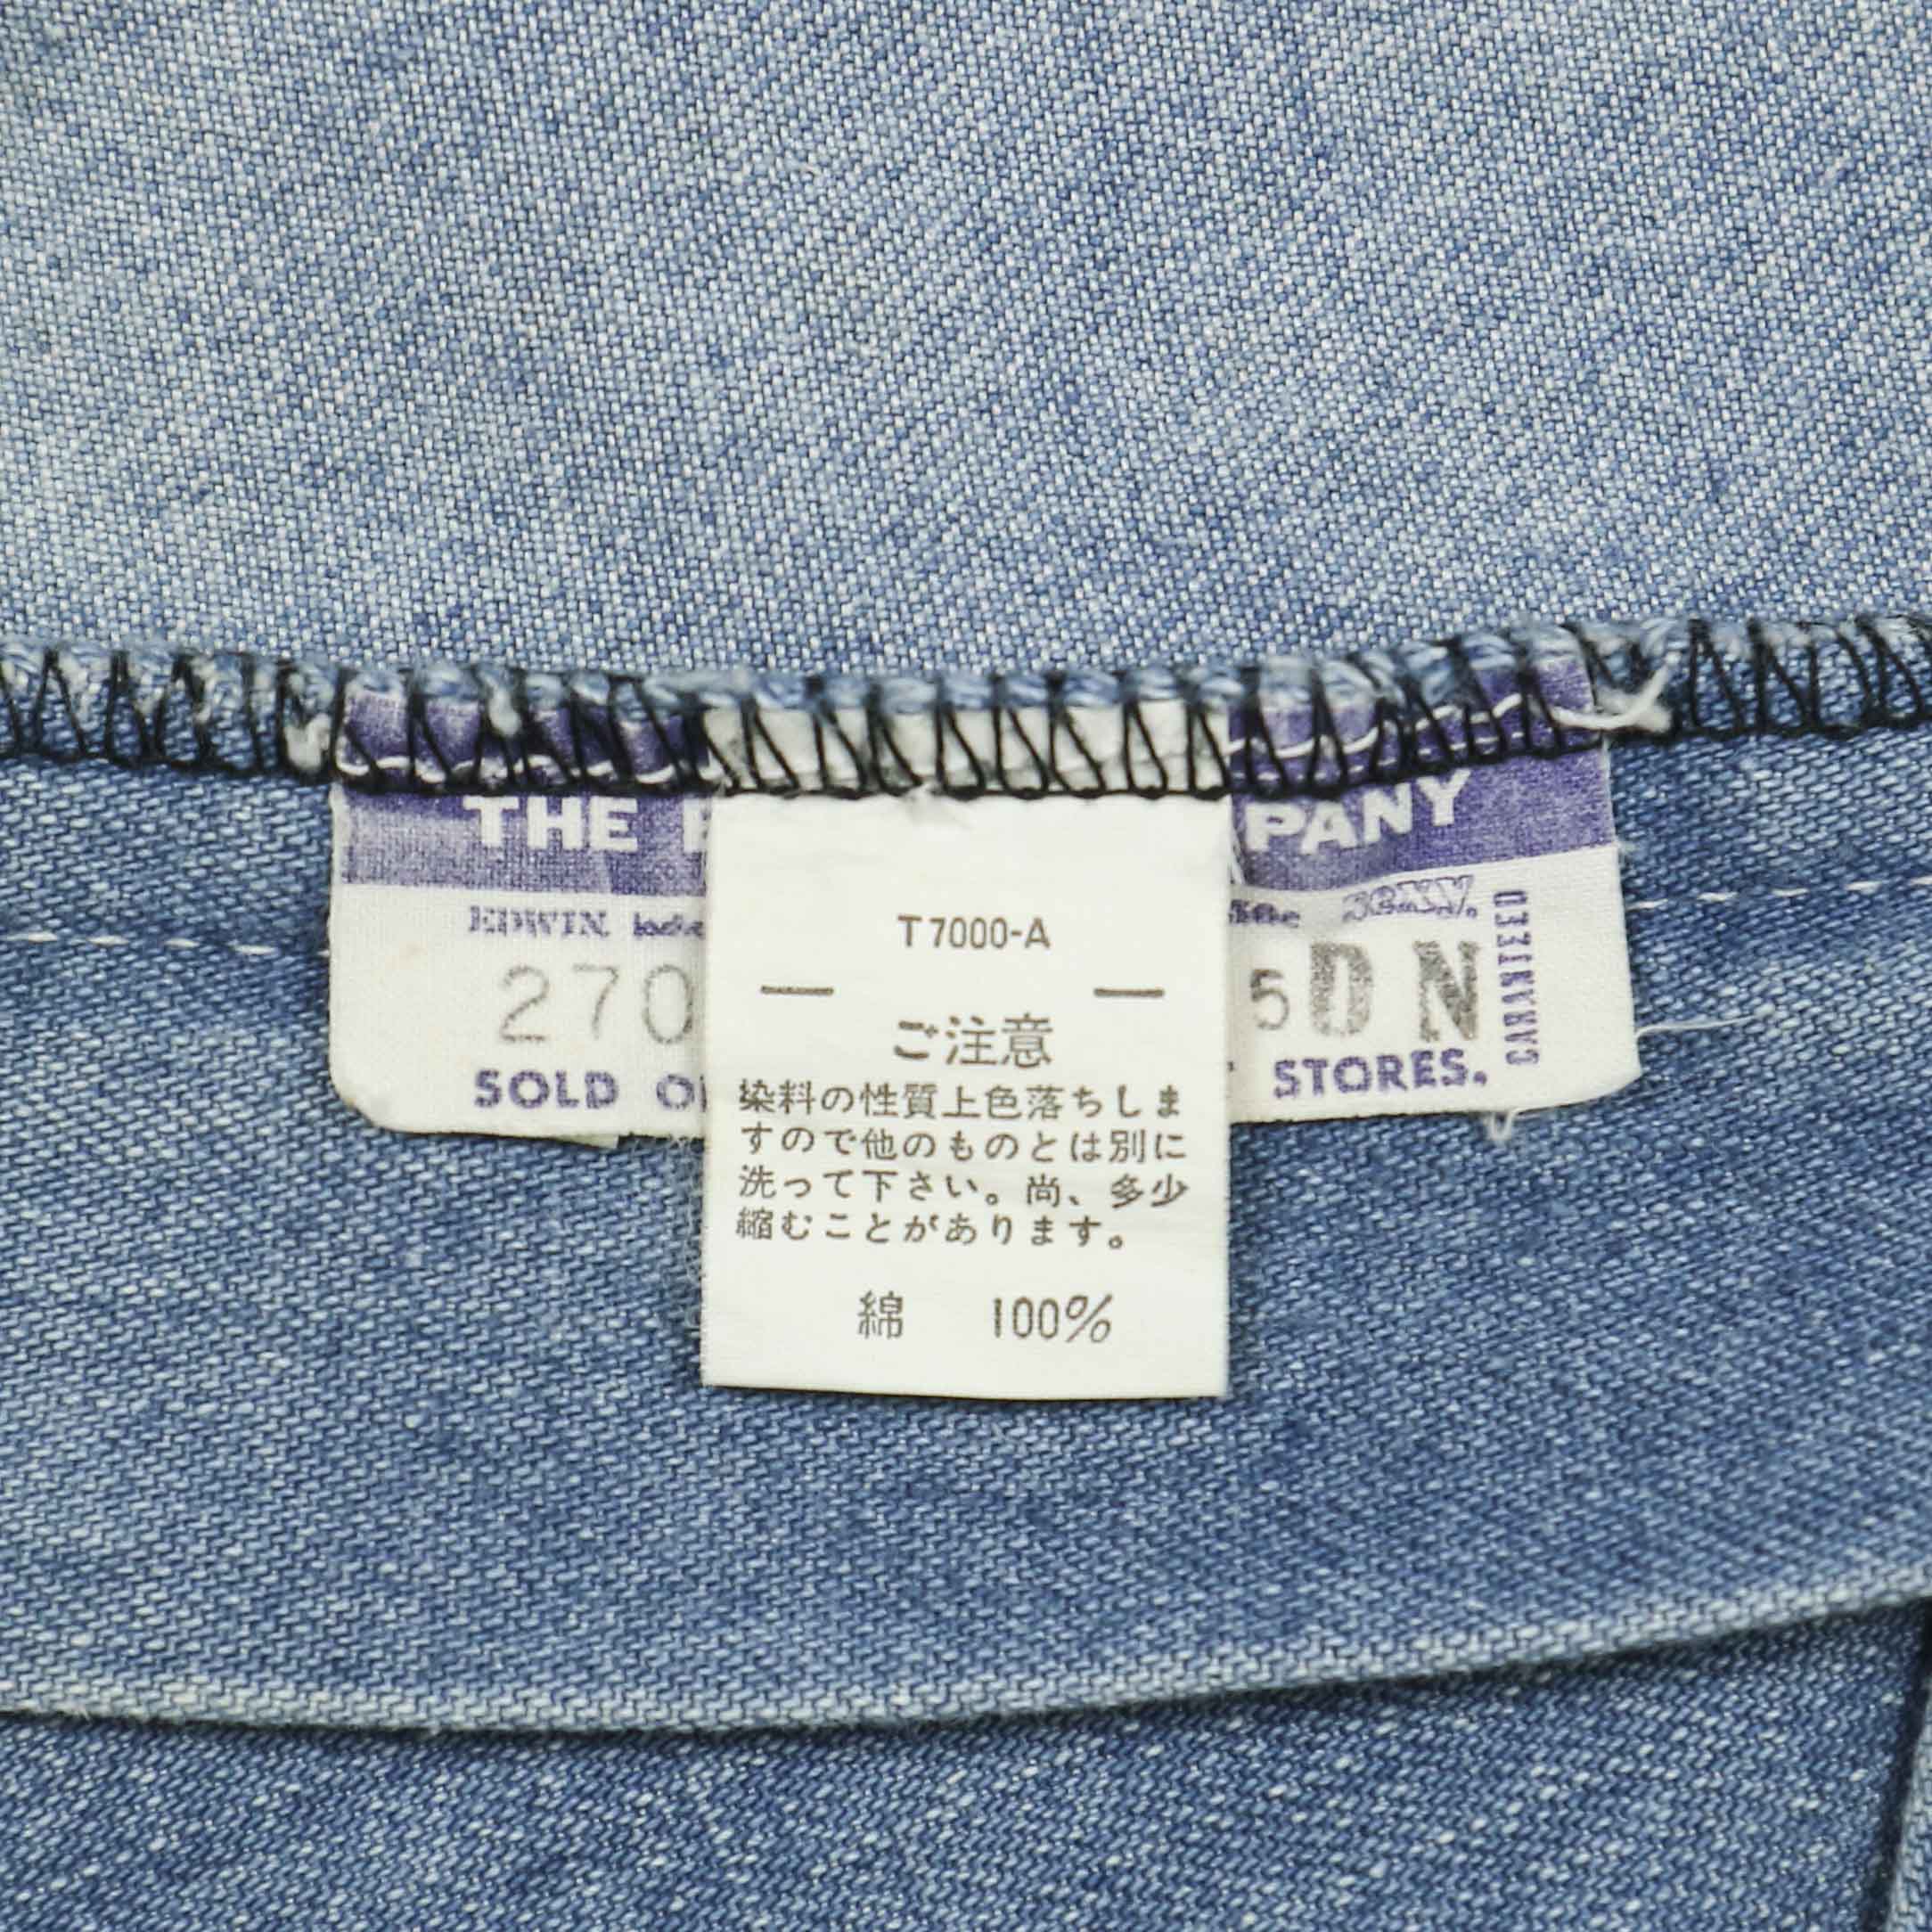 THE
PANY
EDWIN
sexy.
270
5DN
GARANTEED
SOLD
STORES.
T7000-A
ご注意
染料の性質上色落ちしま
すので他のものとは別に
洗って下さい。尚、多少
縮むことがあります。
綿 100%